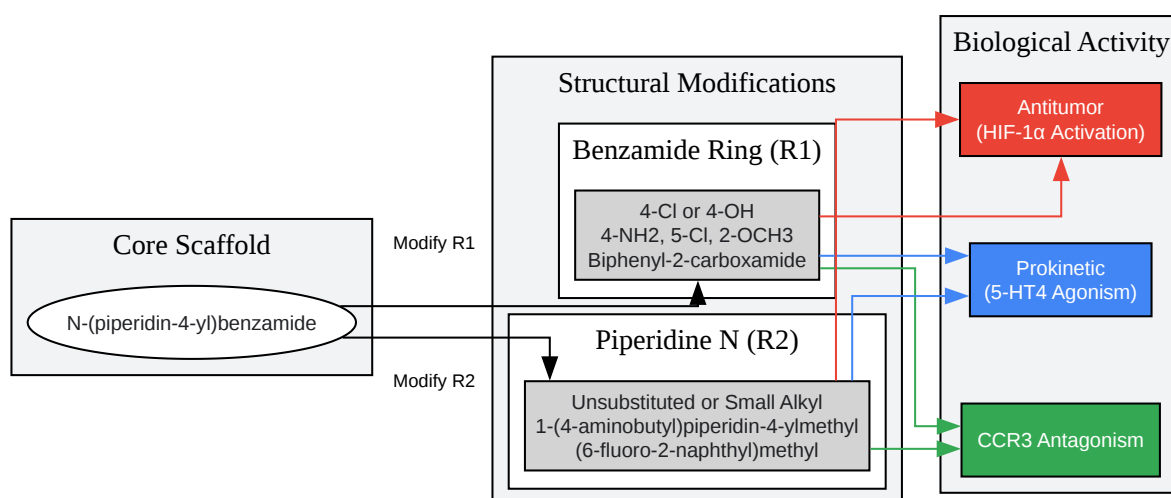 Core Scaffold
N-(piperidin-4-yl)benzamide
Modify R1
Modify R2
Structural Modifications
Benzamide Ring (R1)
4-Cl or 4-OH
4-NH2, 5-Cl, 2-OCH3
Biphenyl-2-carboxamide
Piperidine N (R2)
Unsubstituted or Small Alkyl
1-(4-aminobutyl)piperidin-4-ylmethyl
(6-fluoro-2-naphthyl)methyl
Biological Activity
Antitumor
(HIF-1α Activation)
Prokinetic
(5-HT4 Agonism)
CCR3 Antagonism